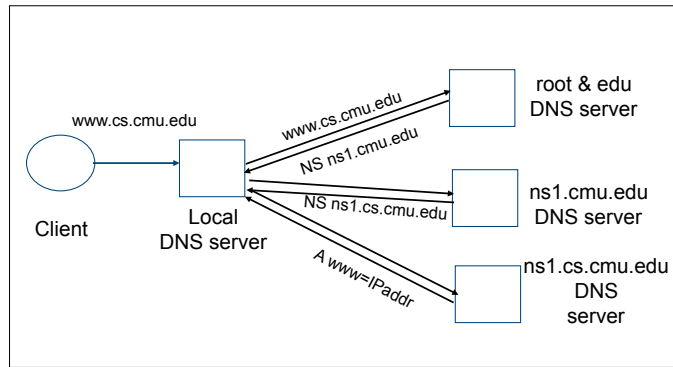 www.cs.cmu.edu
Client
Local
DNS server
www.cs.cmu.edu
NS ns1.cmu.edu
NS ns1.cs.cmu.edu
A www=IPaddr
root & edu
DNS server
ns1.cmu.edu
DNS server
ns1.cs.cmu.edu
DNS
server